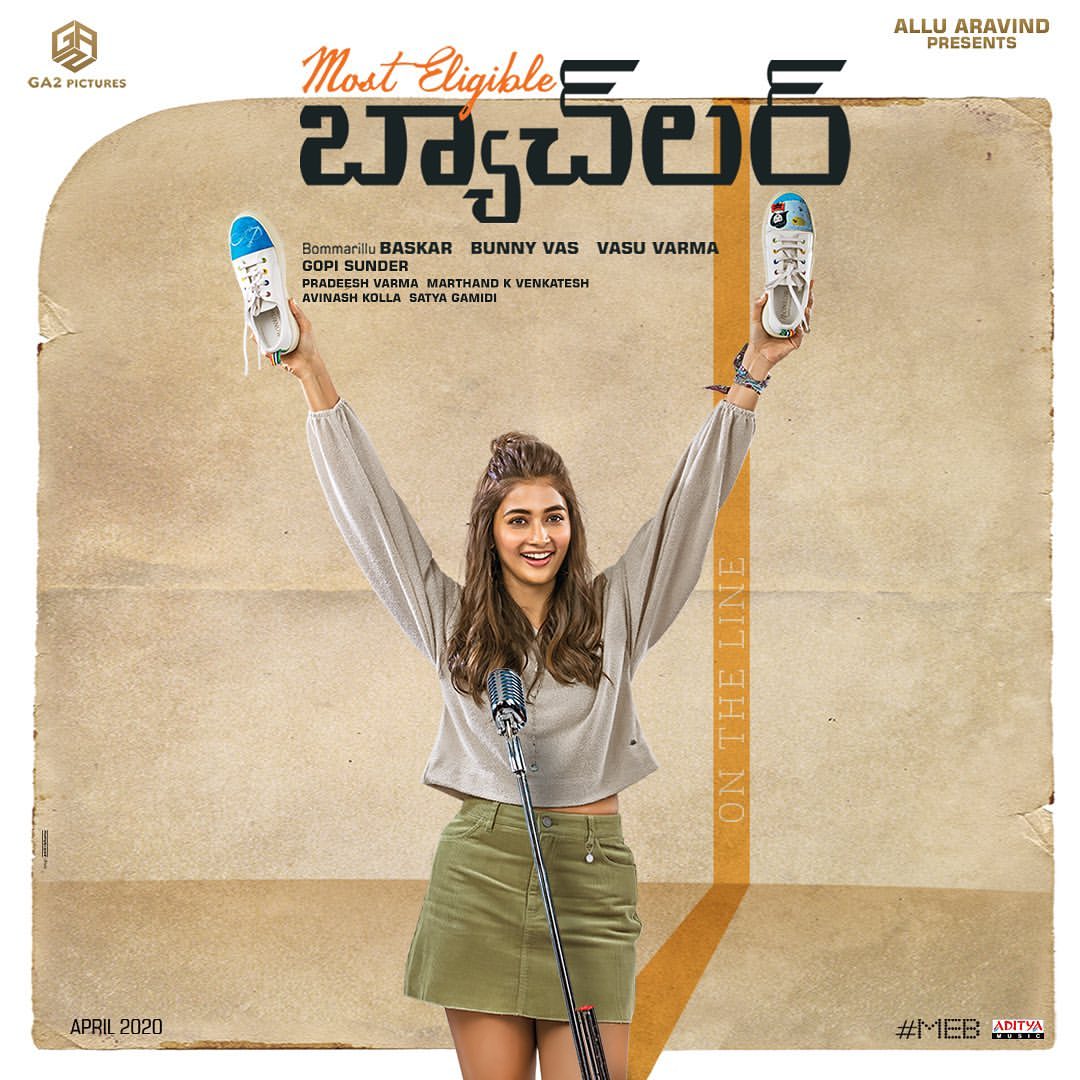 GA2 PICTURES
ALLU ARAVIND
PRESENTS
Most Eligible
బ్యాచ్‌లర్
Bommarillu BASKAR BUNNY VAS VASU VARMA
GOPI SUNDER
PRADEESH VARMA MARTHAND K VENKATESH
AVINASH KOLLA SATYA GAMIDI
ON THE LINE
APRIL 2020
#MEB
ADITYA
MUSIC